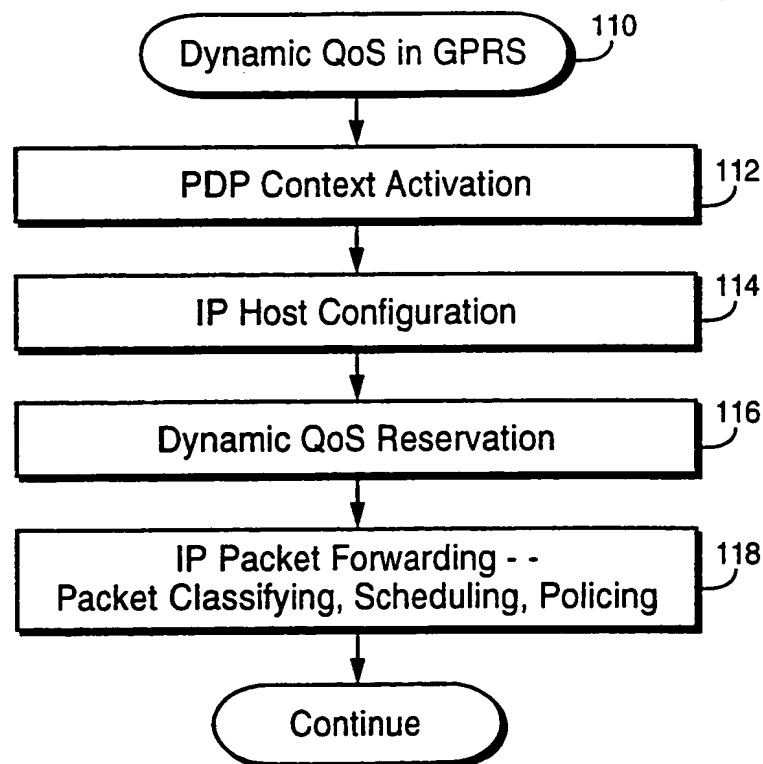 Dynamic QoS in GPRS
110
PDP Context Activation
112
IP Host Configuration
114
Dynamic QoS Reservation
116
IP Packet Forwarding - -
Packet Classifying, Scheduling, Policing
118
Continue